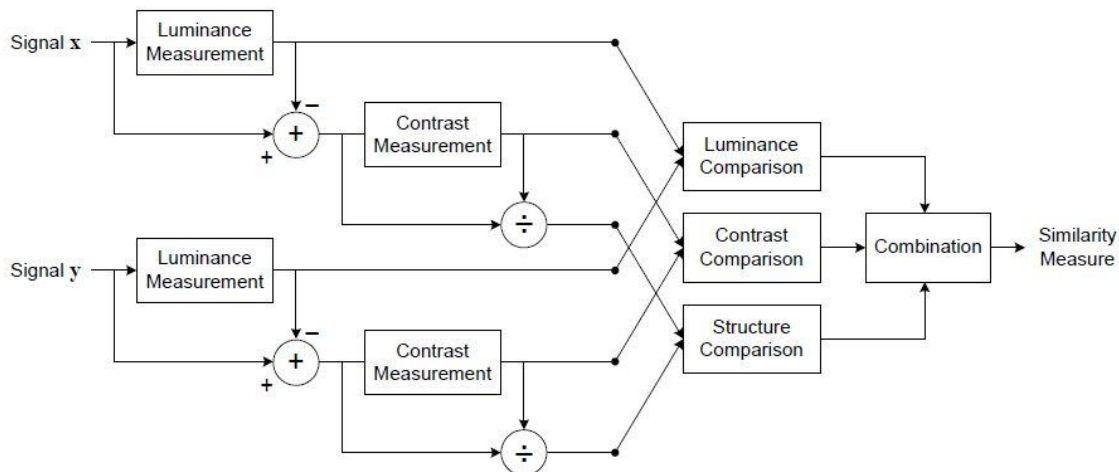 Signal x
Luminance
Measurement
−
+
+
Contrast
Measurement
÷
Signal y
Luminance
Measurement
−
+
+
Contrast
Measurement
÷
Luminance
Comparison
Contrast
Comparison
Structure
Comparison
Combination
Similarity
Measure